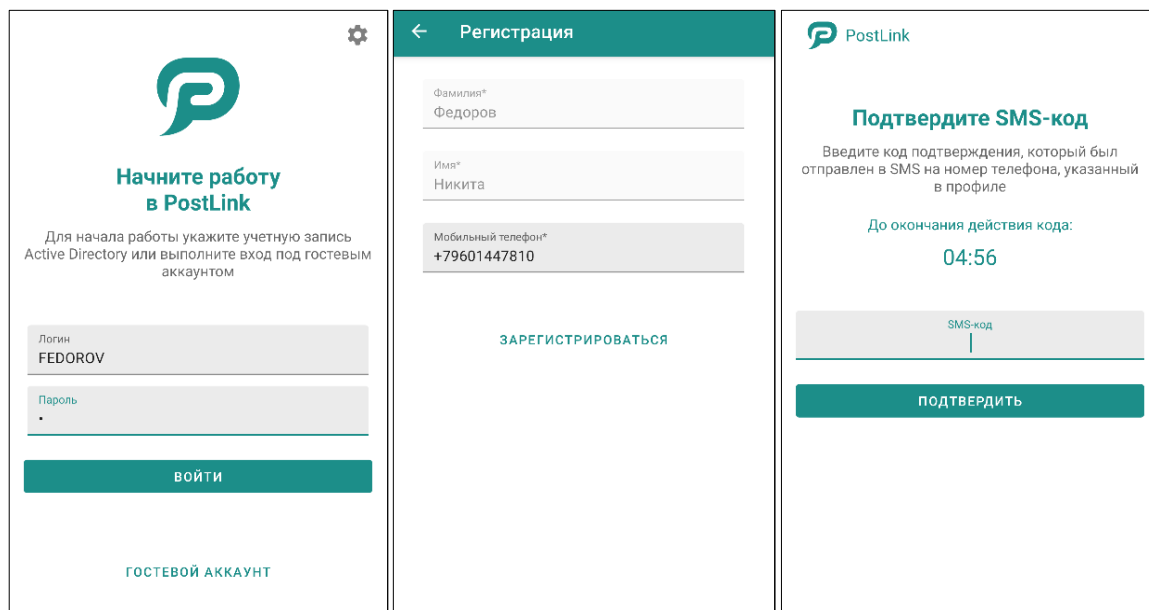 Начните работу
в PostLink
Для начала работы укажите учетную запись
Active Directory или выполните вход под гостевым
аккаунтом
Логин
FEDOROV
Пароль
•
ВОЙТИ
ГОСТЕВОЙ АККАУНТ
Регистрация
Фамилия*
Федоров
Имя*
Никита
Мобильный телефон*
+79601447810
ЗАРЕГИСТРИРОВАТЬСЯ
PostLink
Подтвердите SMS-код
Введите код подтверждения, который был
отправлен в SMS на номер телефона, указанный
в профиле
До окончания действия кода:
04:56
SMS-код
ПОДТВЕРДИТЬ